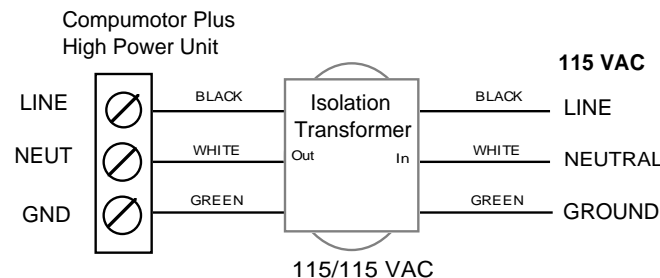 Compumotor Plus
High Power Unit
115 VAC
LINE BLACK Isolation Transformer BLACK LINE
NEUT WHITE Out In WHITE NEUTRAL
GND GREEN GREEN GROUND
115/115 VAC